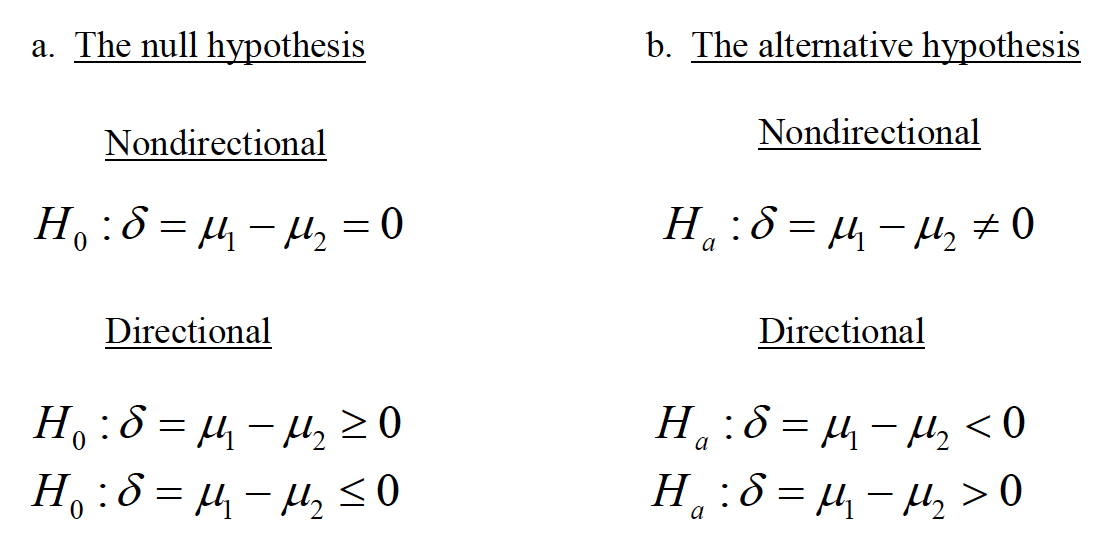 a. The null hypothesis
Nondirectional
H₀ : δ = μ₁ − μ₂ = 0
Directional
H₀ : δ = μ₁ − μ₂ ≥ 0
H₀ : δ = μ₁ − μ₂ ≤ 0
b. The alternative hypothesis
Nondirectional
Hₐ : δ = μ₁ − μ₂ ≠ 0
Directional
Hₐ : δ = μ₁ − μ₂ < 0
Hₐ : δ = μ₁ − μ₂ > 0